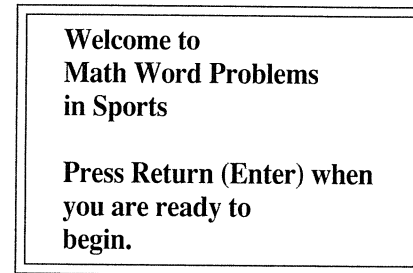 Welcome to
Math Word Problems
in Sports
Press Return (Enter) when
you are ready to
begin.